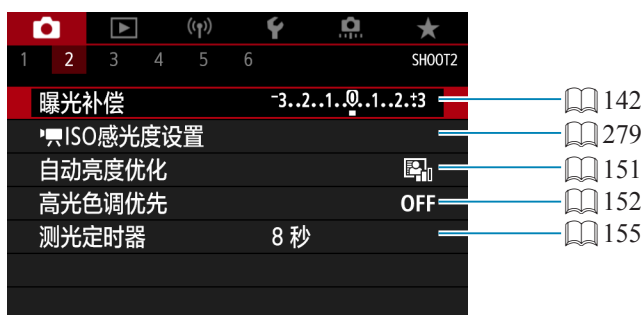 1 2 3 4 5 6 SHOOT2
曝光补偿 -3..2..1..0..1..2..+3 142
ISO感光度设置 279
自动亮度优化 151
高光色调优先 OFF 152
测光定时器 8 秒 155